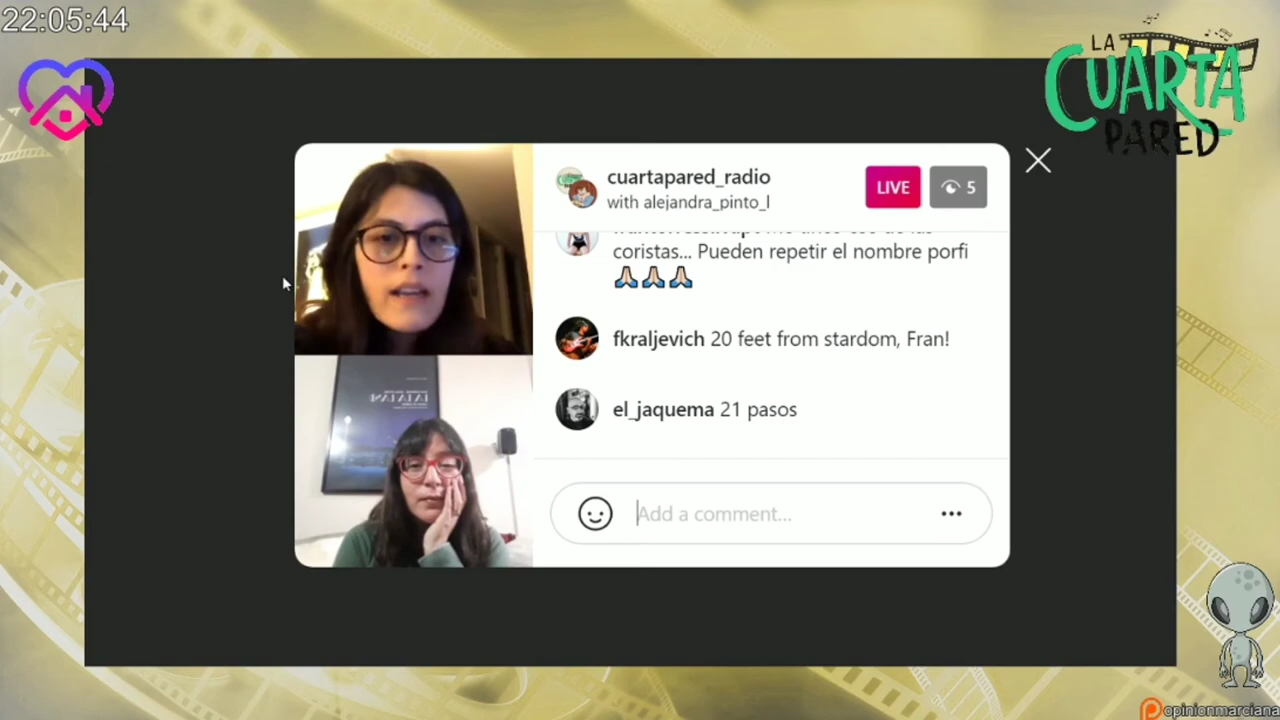 22:05:44
LA
CUARTA
PARED
cuartapared_radio
with alejandra_pinto_l
LIVE
5
coristas... Pueden repetir el nombre porfi
🙏🙏🙏
fkraljevich 20 feet from stardom, Fran!
el_jaquema 21 pasos
Add a comment...
opinionmarciana